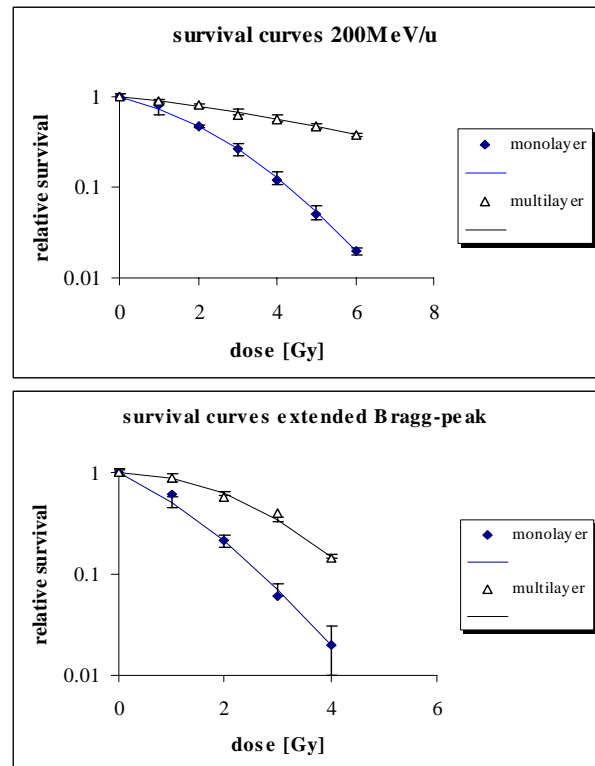 survival curves 200MeV/u
1
0.1
0.01
relative survival
0 2 4 6 8
dose [Gy]
monolayer
multilayer
survival curves extended Bragg-peak
1
0.1
0.01
relative survival
0 2 4 6
dose [Gy]
monolayer
multilayer